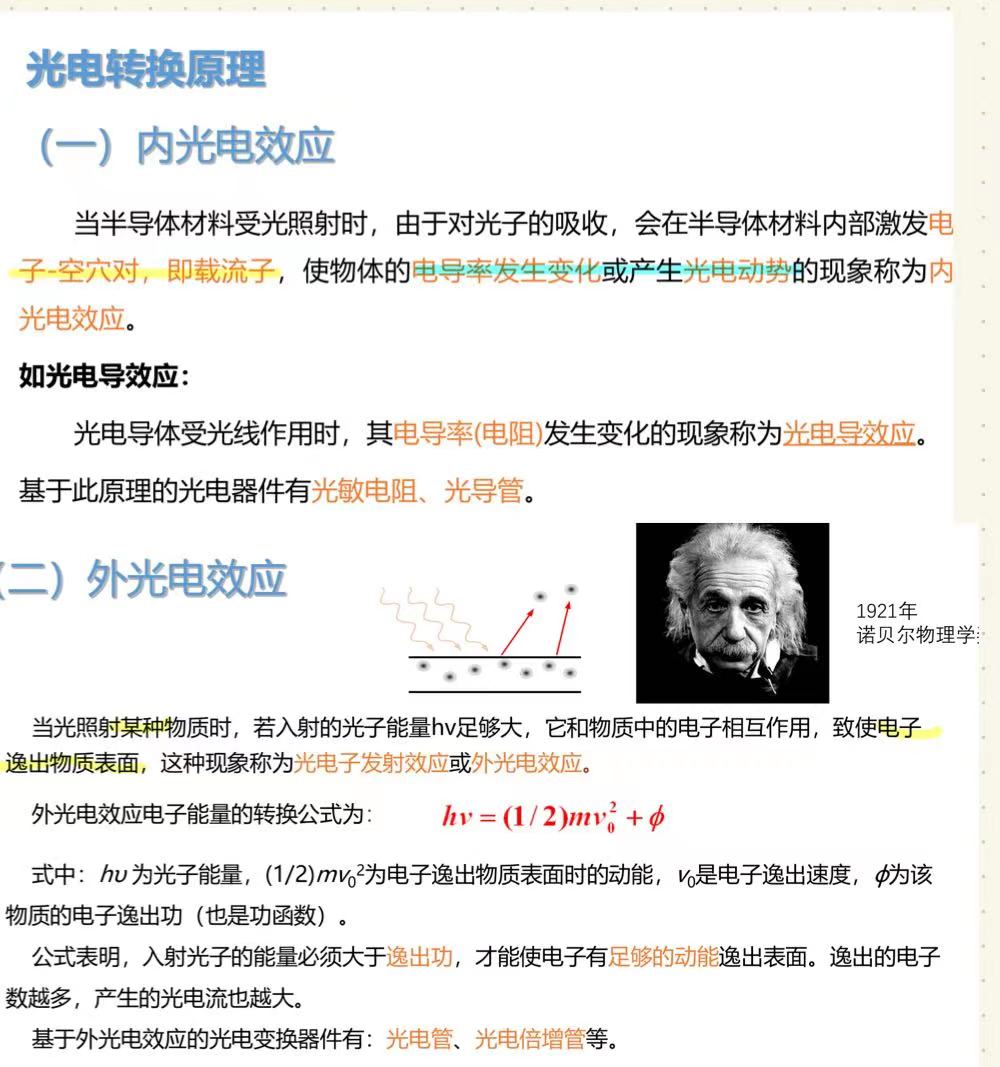 光电转换原理
（一）内光电效应
当半导体材料受光照射时，由于对光子的吸收，会在半导体材料内部激发电
子-空穴对，即载流子，使物体的电导率发生变化或产生光电动势的现象称为内
光电效应。
如光电导效应：
光电导体受光线作用时，其电导率(电阻)发生变化的现象称为光电导效应。
基于此原理的光电器件有光敏电阻、光导管。
（二）外光电效应
1921年
诺贝尔物理学
当光照射某种物质时，若入射的光子能量hv足够大，它和物质中的电子相互作用，致使电子
逸出物质表面，这种现象称为光电子发射效应或外光电效应。
外光电效应电子能量的转换公式为： hv = (1/2)mv₀² + ϕ
式中：hυ 为光子能量，(1/2)mv₀²为电子逸出物质表面时的动能，v₀是电子逸出速度，ϕ为该
物质的电子逸出功（也是功函数）。
公式表明，入射光子的能量必须大于逸出功，才能使电子有足够的动能逸出表面。逸出的电子
数越多，产生的光电流也越大。
基于外光电效应的光电变换器件有：光电管、光电倍增管等。